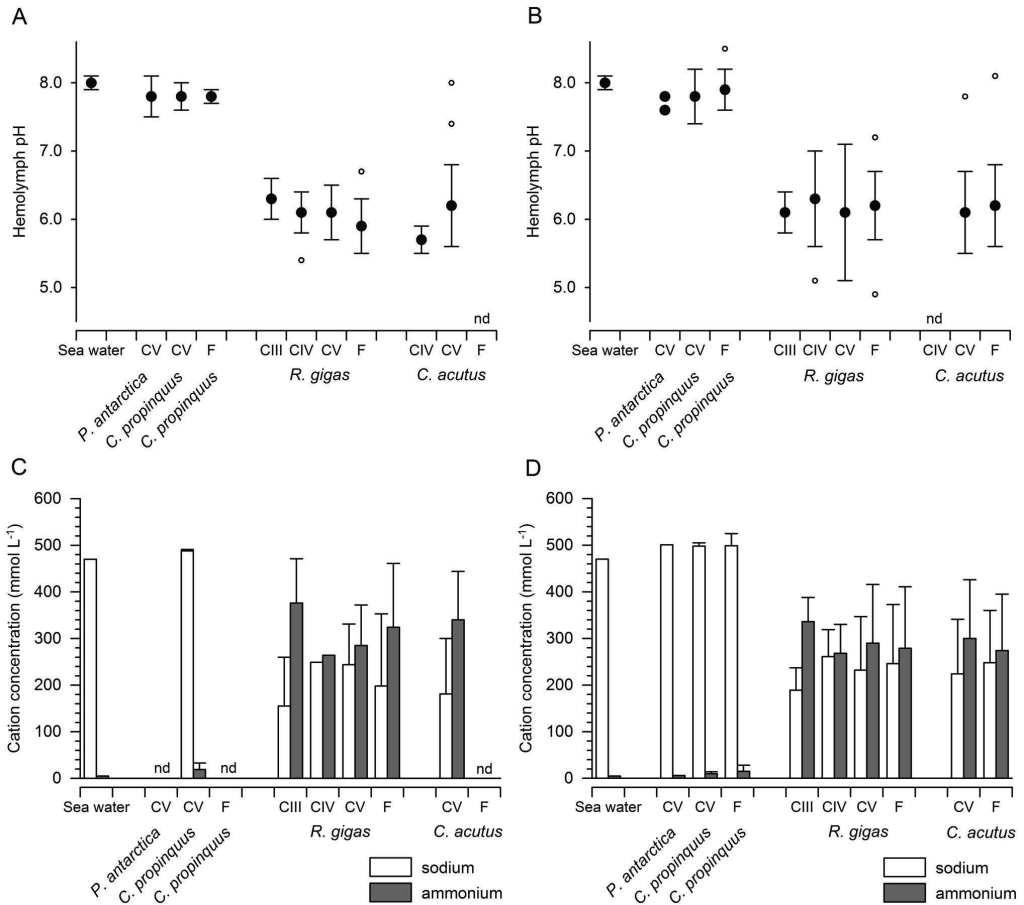 A
Hemolymph pH
8.0
7.0
6.0
5.0
nd
Sea water CV CV F CIII CIV CV F CIV CV F
P. antarctica
C. propinquus
C. propinquus
R. gigas
C. acutus
B
Hemolymph pH
8.0
7.0
6.0
5.0
nd
Sea water CV CV F CIII CIV CV F CIV CV F
P. antarctica
C. propinquus
C. propinquus
R. gigas
C. acutus
C
Cation concentration (mmol L⁻¹)
600
500
400
300
200
100
0
nd nd nd
Sea water CV CV F CIII CIV CV F CV F
P. antarctica
C. propinquus
C. propinquus
R. gigas
C. acutus
sodium
ammonium
D
Cation concentration (mmol L⁻¹)
600
500
400
300
200
100
0
Sea water CV CV F CIII CIV CV F CV F
P. antarctica
C. propinquus
C. propinquus
R. gigas
C. acutus
sodium
ammonium